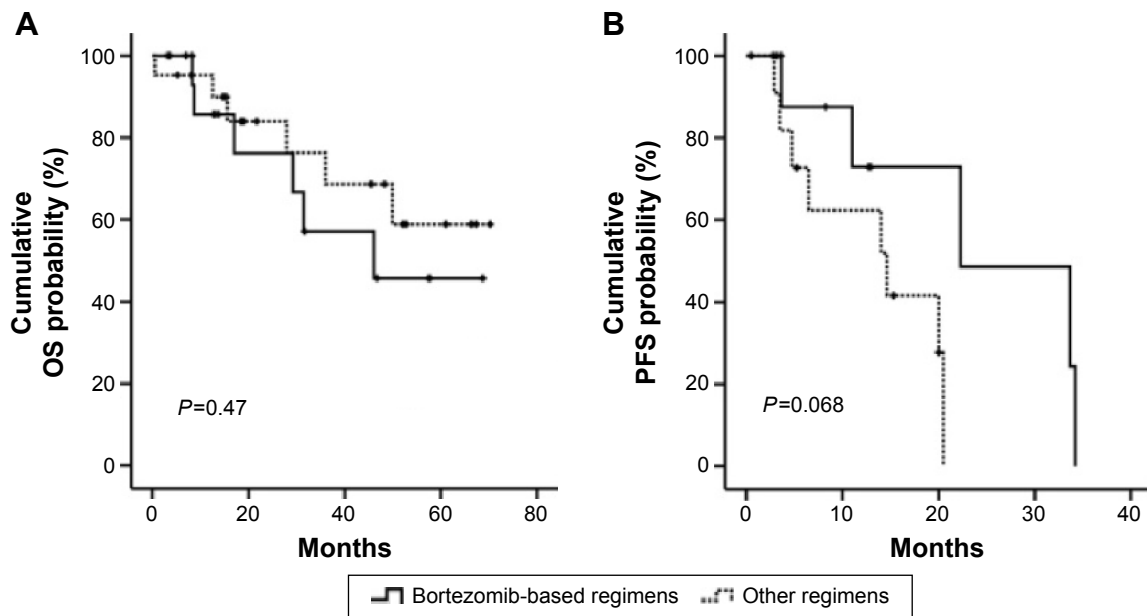 A
B
Cumulative
OS probability (%)
100
80
60
40
20
0
P=0.47
0 20 40 60 80
Months
Cumulative
PFS probability (%)
100
80
60
40
20
0
P=0.068
0 10 20 30 40
Months
Bortezomib-based regimens Other regimens